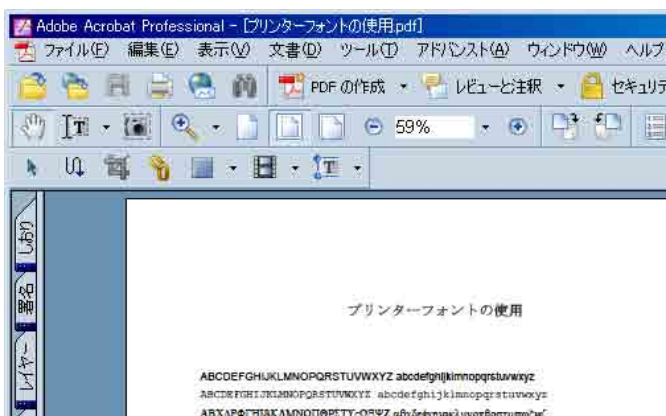 Adobe Acrobat Professional - [プリンターフォントの使用.pdf]
ファイル(F) 編集(E) 表示(V) 文書(D) ツール(T) アドバンスト(A) ウィンドウ(W) ヘルプ
PDF の作成 レビューと注釈 セキュリテ
59%
しおり
署名
レイヤー
プリンターフォントの使用
ABCDEFGHIJKLMNOPQRSTUVWXYZ abcdefghijklmnopqrstuvwxyz
ABCDEFGHIJKLMNOPQRSTUVWXYZ abcdefghijklmnopqrstuvwxyz